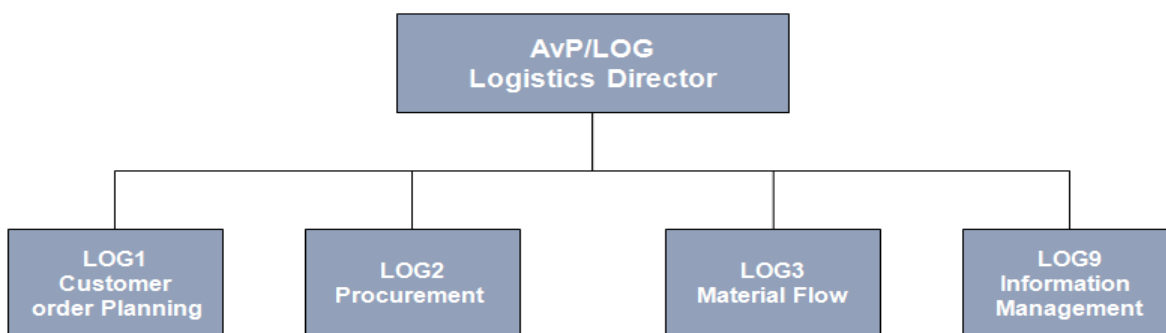 AvP/LOG
Logistics Director
LOG1
Customer
order Planning
LOG2
Procurement
LOG3
Material Flow
LOG9
Information
Management